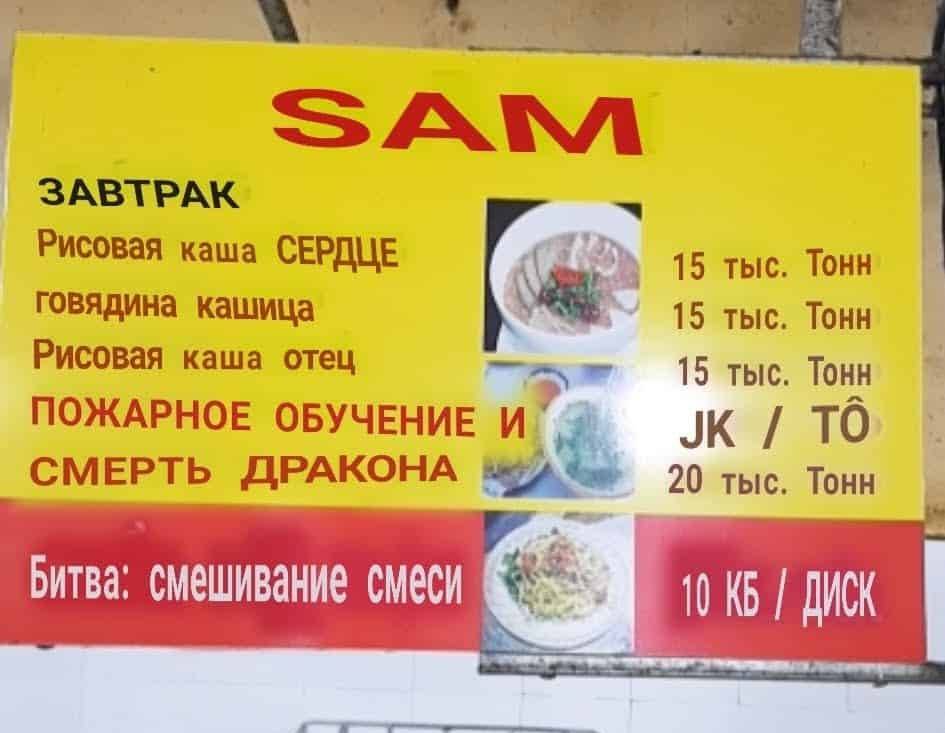 SAM
ЗАВТРАК
Рисовая каша СЕРДЦЕ 15 тыс. Тонн
говядина кашица 15 тыс. Тонн
Рисовая каша отец 15 тыс. Тонн
ПОЖАРНОЕ ОБУЧЕНИЕ И JK / TÔ
СМЕРТЬ ДРАКОНА 20 тыс. Тонн
Битва: смешивание смеси 10 КБ / ДИСК